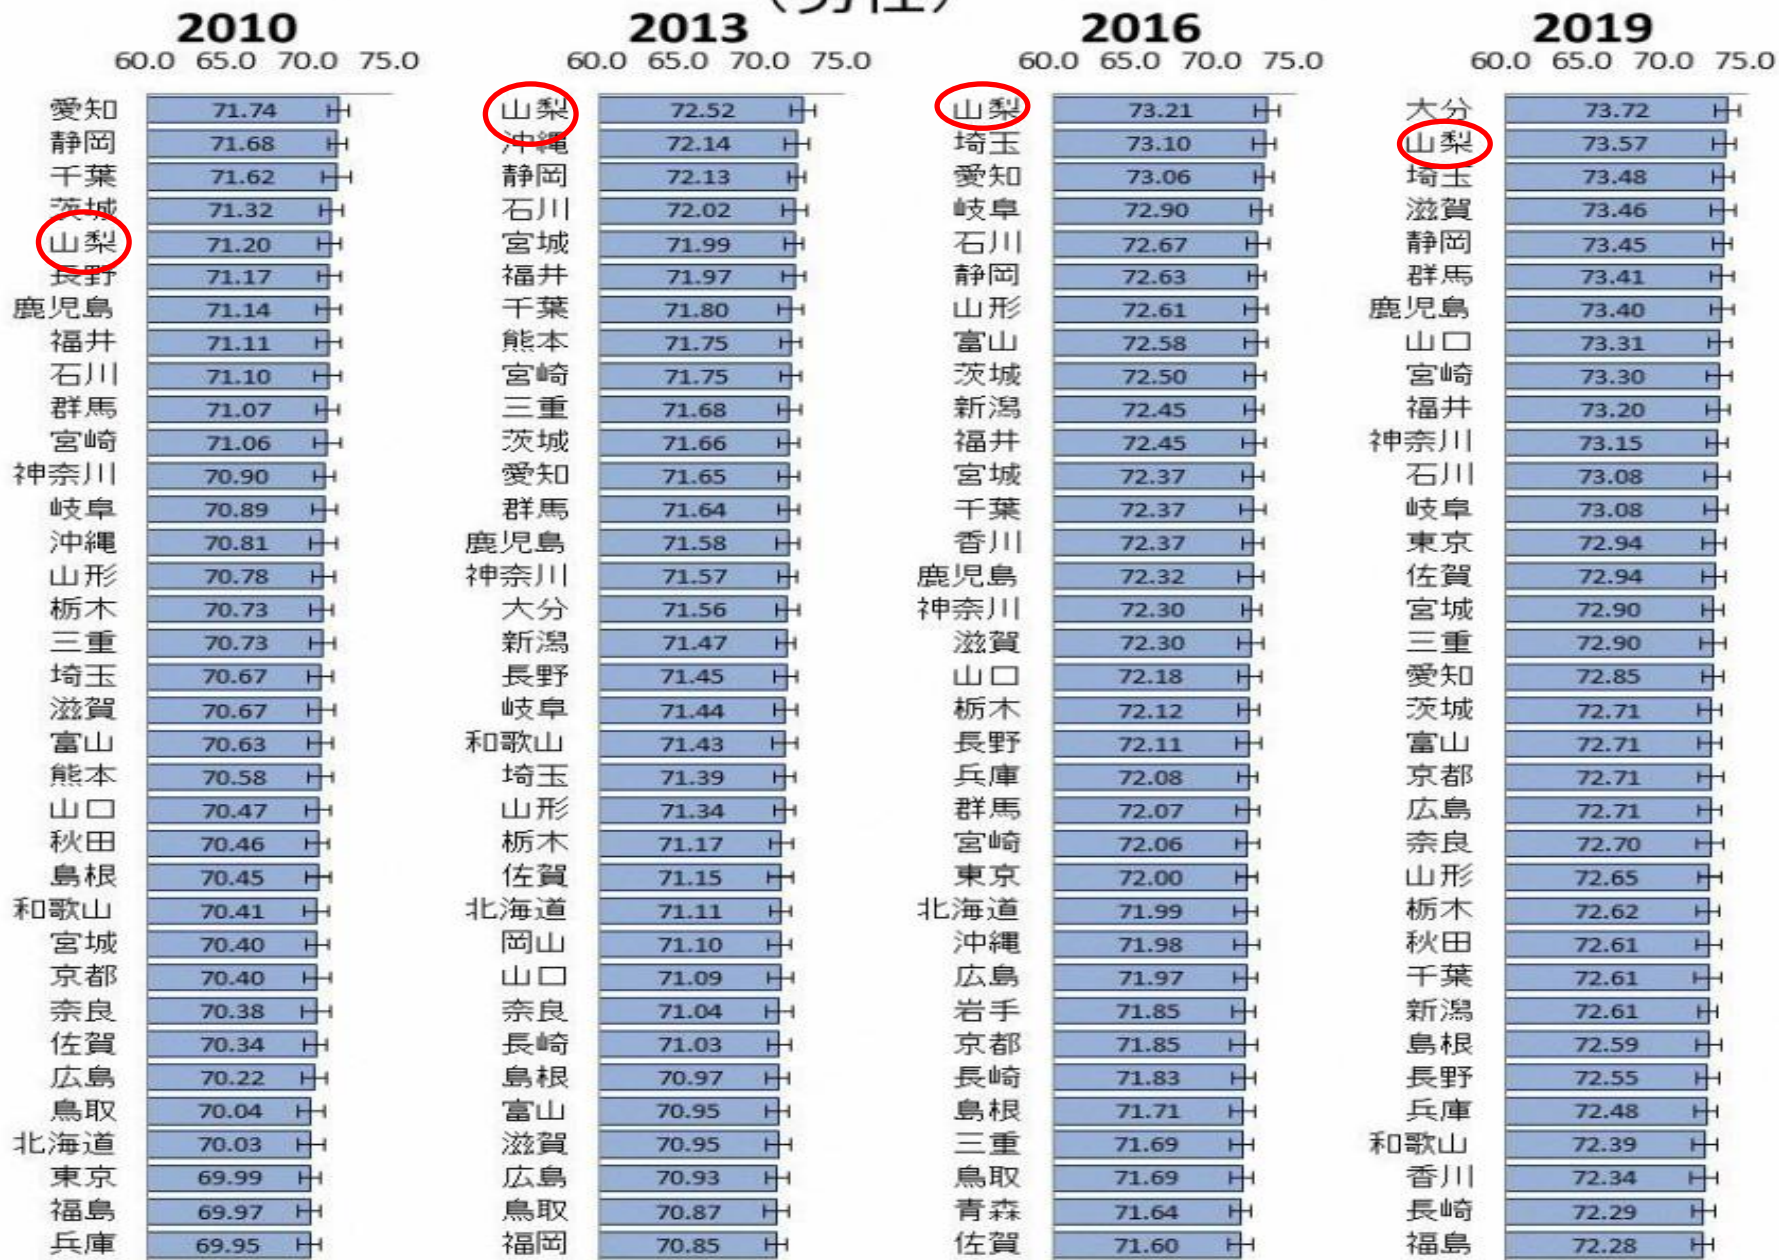 (男性)
2010 2013 2016 2019
60.0 65.0 70.0 75.0 60.0 65.0 70.0 75.0 60.0 65.0 70.0 75.0 60.0 65.0 70.0 75.0
愛知 71.74 山梨 72.52 山梨 73.21 大分 73.72
静岡 71.68 沖縄 72.14 埼玉 73.10 山梨 73.57
千葉 71.62 静岡 72.13 愛知 73.06 埼玉 73.48
茨城 71.32 石川 72.02 岐阜 72.90 滋賀 73.46
山梨 71.20 宮城 71.99 石川 72.67 静岡 73.45
長野 71.17 福井 71.97 静岡 72.63 群馬 73.41
鹿児島 71.14 千葉 71.80 山形 72.61 鹿児島 73.40
福井 71.11 熊本 71.75 富山 72.58 山口 73.31
石川 71.10 宮崎 71.75 茨城 72.50 宮崎 73.30
群馬 71.07 三重 71.68 新潟 72.45 福井 73.20
宮崎 71.06 茨城 71.66 福井 72.45 神奈川 73.15
神奈川 70.90 愛知 71.65 宮城 72.37 石川 73.08
岐阜 70.89 群馬 71.64 千葉 72.37 岐阜 73.08
沖縄 70.81 鹿児島 71.58 香川 72.37 東京 72.94
山形 70.78 神奈川 71.57 鹿児島 72.32 佐賀 72.94
栃木 70.73 大分 71.56 神奈川 72.30 宮城 72.90
三重 70.73 新潟 71.47 滋賀 72.30 三重 72.90
埼玉 70.67 長野 71.45 山口 72.18 愛知 72.85
滋賀 70.67 岐阜 71.44 栃木 72.12 茨城 72.71
富山 70.63 和歌山 71.43 長野 72.11 富山 72.71
熊本 70.58 埼玉 71.39 兵庫 72.08 京都 72.71
山口 70.47 山形 71.34 群馬 72.07 広島 72.71
秋田 70.46 栃木 71.17 宮崎 72.06 奈良 72.70
島根 70.45 佐賀 71.15 東京 72.00 山形 72.65
和歌山 70.41 北海道 71.11 北海道 71.99 栃木 72.62
宮城 70.40 岡山 71.10 沖縄 71.98 秋田 72.61
京都 70.40 山口 71.09 広島 71.97 千葉 72.61
奈良 70.38 奈良 71.04 岩手 71.85 新潟 72.61
佐賀 70.34 長崎 71.03 京都 71.85 島根 72.59
広島 70.22 島根 70.97 長崎 71.83 長野 72.55
鳥取 70.04 富山 70.95 島根 71.71 兵庫 72.48
北海道 70.03 滋賀 70.95 三重 71.69 和歌山 72.39
東京 69.99 広島 70.93 鳥取 71.69 香川 72.34
福島 69.97 鳥取 70.87 青森 71.64 長崎 72.29
兵庫 69.95 福岡 70.85 佐賀 71.60 福島 72.28